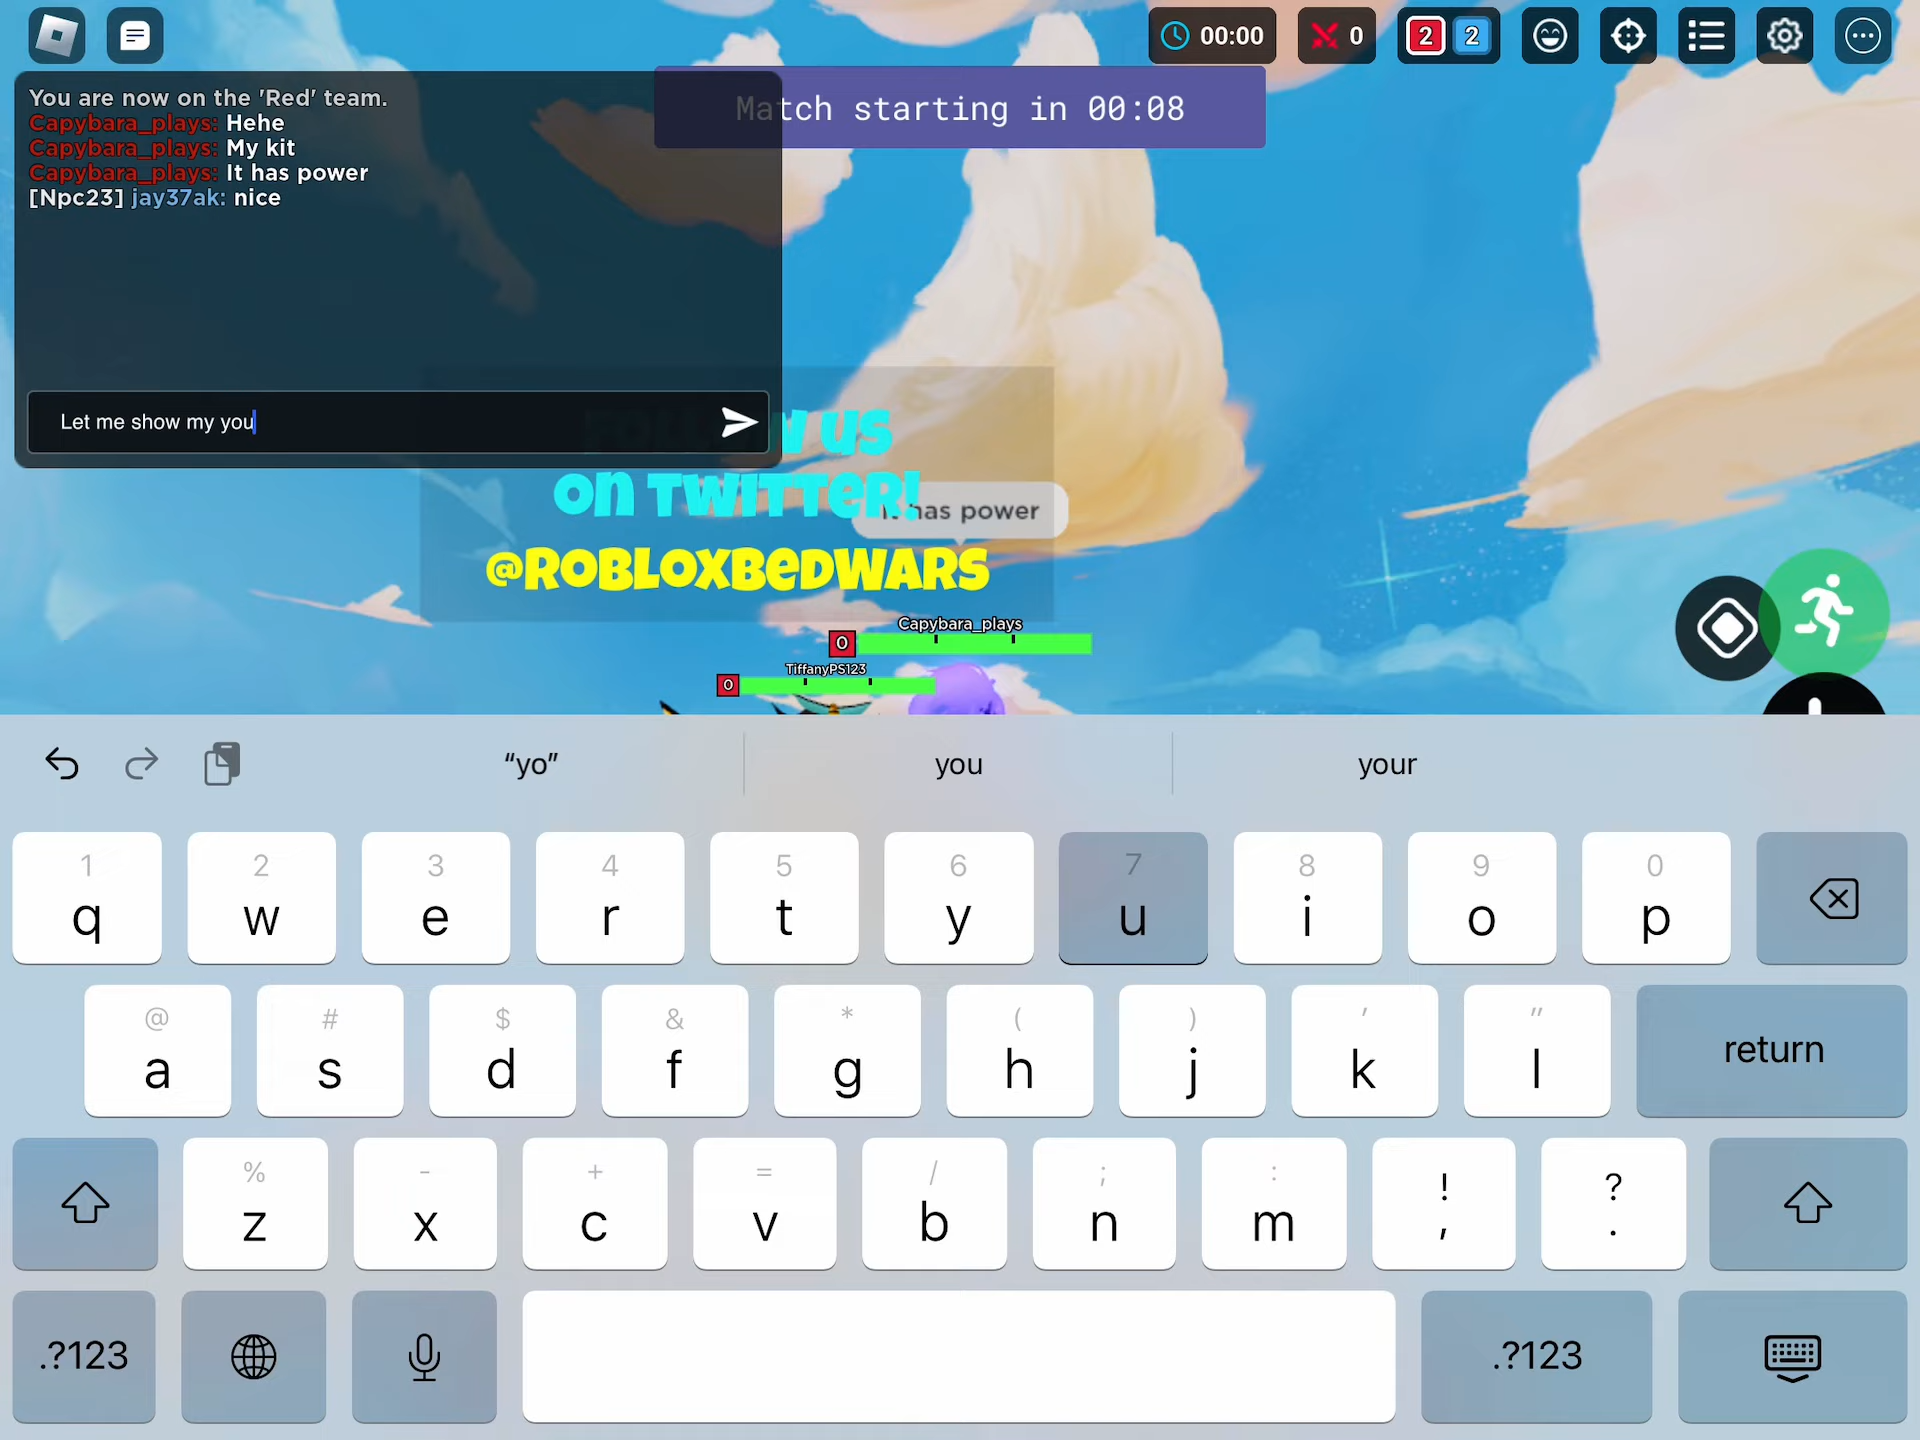 00:00
0
2 2
Match starting in 00:08
You are now on the 'Red' team.
Capybara_plays: Hehe
Capybara_plays: My kit
Capybara_plays: It has power
[Npc23] jay37ak: nice
Let me show my you
FOLLOW US
ON TWITTER!
@ROBLOXBEDWARS
It has power
Capybara_plays
0
TiffanyPS123
0
“yo” you your
1 2 3 4 5 6 7 8 9 0
q w e r t y u i o p
@ # $ & * ( ) ' "
a s d f g h j k l return
% - + = / ; : ! ?
z x c v b n m , .
.?123 .?123